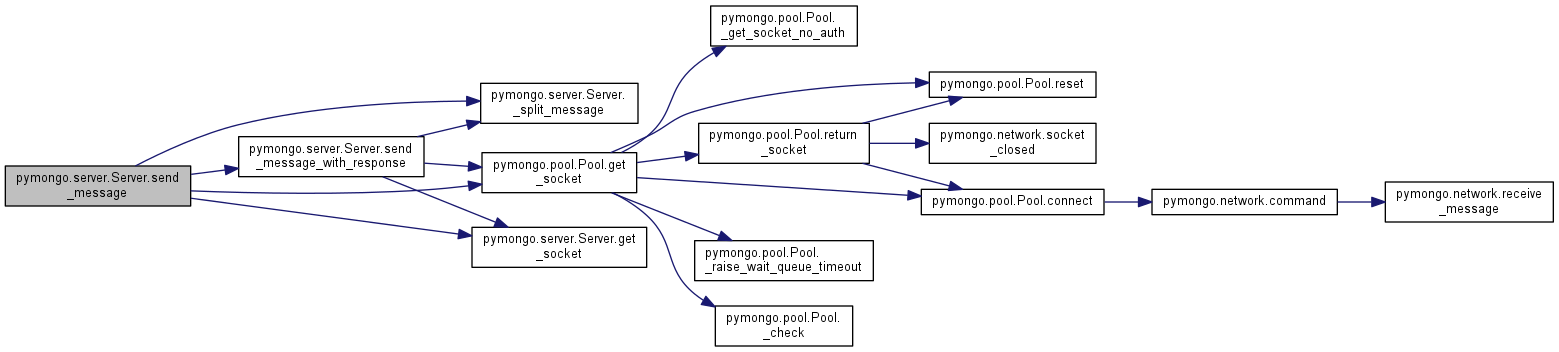 pymongo.pool.Pool.
_get_socket_no_auth
pymongo.pool.Pool.reset
pymongo.server.Server.
_split_message
pymongo.pool.Pool.return
_socket
pymongo.network.socket
_closed
pymongo.server.Server.send
_message_with_response
pymongo.pool.Pool.get
_socket
pymongo.server.Server.send
_message
pymongo.pool.Pool.connect
pymongo.network.command
pymongo.network.receive
_message
pymongo.server.Server.get
_socket
pymongo.pool.Pool.
_raise_wait_queue_timeout
pymongo.pool.Pool.
_check